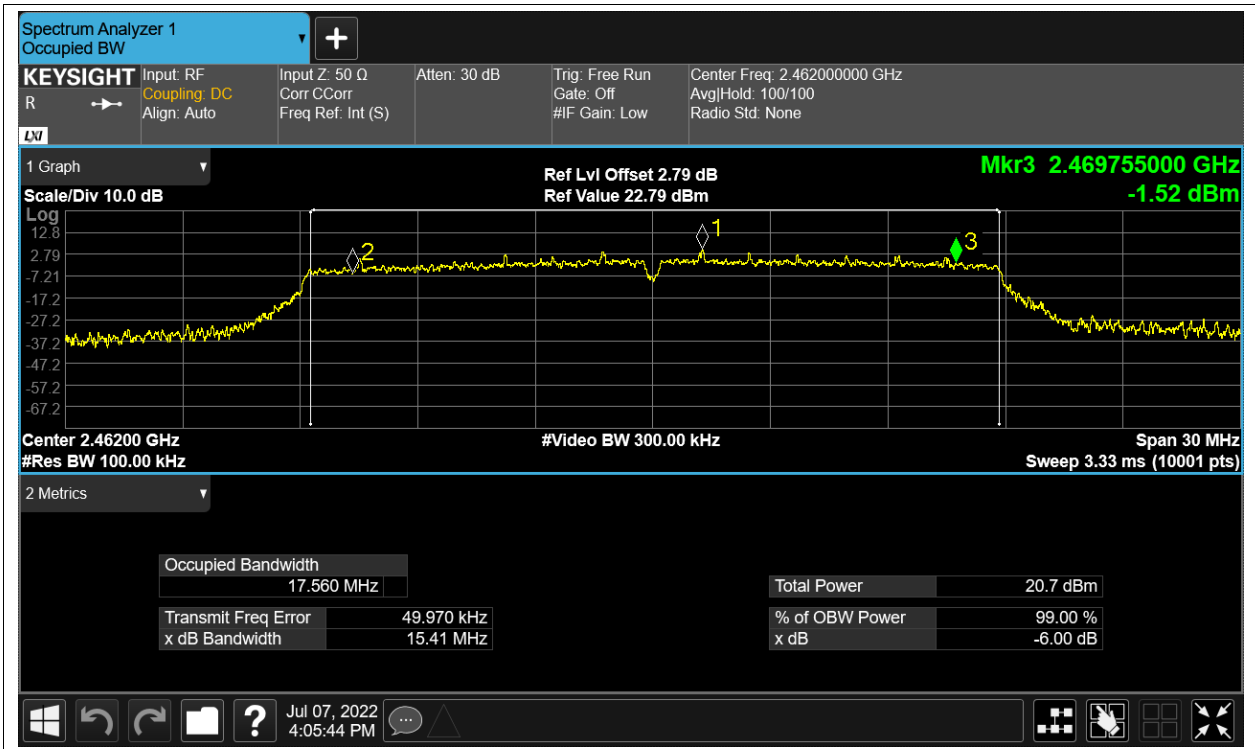 Spectrum Analyzer 1
Occupied BW
KEYSIGHT
R
LXI
Input: RF
Coupling: DC
Align: Auto
Input Z: 50 Ω
Corr CCorr
Freq Ref: Int (S)
Atten: 30 dB
Trig: Free Run
Gate: Off
#IF Gain: Low
Center Freq: 2.462000000 GHz
Avg|Hold: 100/100
Radio Std: None
1 Graph
Scale/Div 10.0 dB
Ref Lvl Offset 2.79 dB
Ref Value 22.79 dBm
Mkr3 2.469755000 GHz
-1.52 dBm
Log
12.8
2.79
-7.21
-17.2
-27.2
-37.2
-47.2
-57.2
-67.2
2
1
3
Center 2.46200 GHz
#Video BW 300.00 kHz
Span 30 MHz
#Res BW 100.00 kHz
Sweep 3.33 ms (10001 pts)
2 Metrics
Occupied Bandwidth
17.560 MHz
Total Power 20.7 dBm
Transmit Freq Error 49.970 kHz
% of OBW Power 99.00 %
x dB Bandwidth 15.41 MHz
x dB -6.00 dB
?
Jul 07, 2022
4:05:44 PM